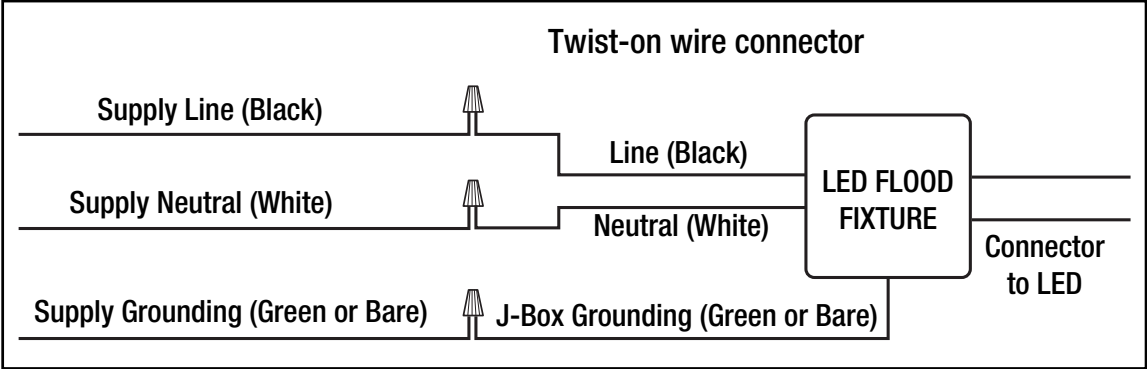 Twist-on wire connector
Supply Line (Black)
Line (Black)
Supply Neutral (White)
Neutral (White)
LED FLOOD
FIXTURE
Connector
to LED
Supply Grounding (Green or Bare)
J-Box Grounding (Green or Bare)